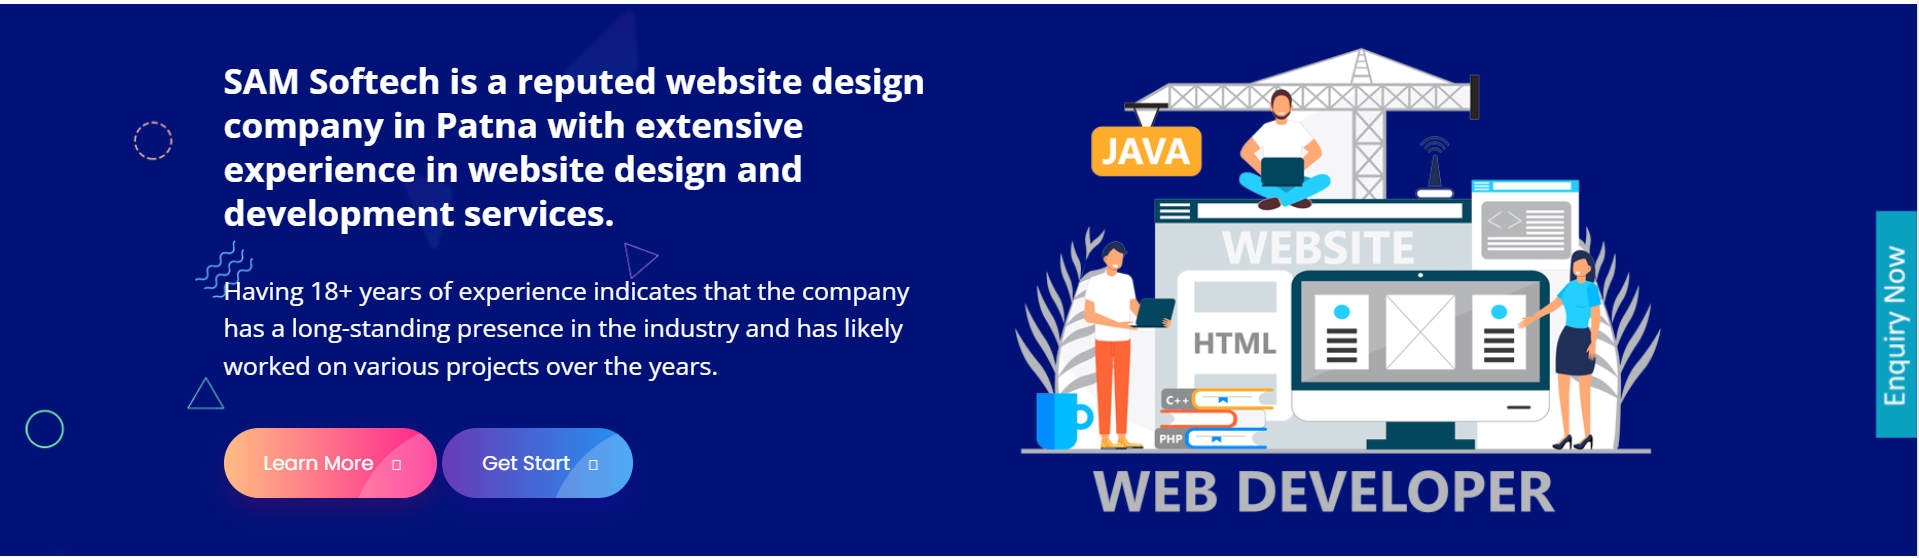 SAM Softech is a reputed website design
company in Patna with extensive
experience in website design and
development services.
Having 18+ years of experience indicates that the company
has a long-standing presence in the industry and has likely
worked on various projects over the years.
Learn More
Get Start
JAVA
WEBSITE
HTML
C++
PHP
WEB DEVELOPER
Enquiry Now